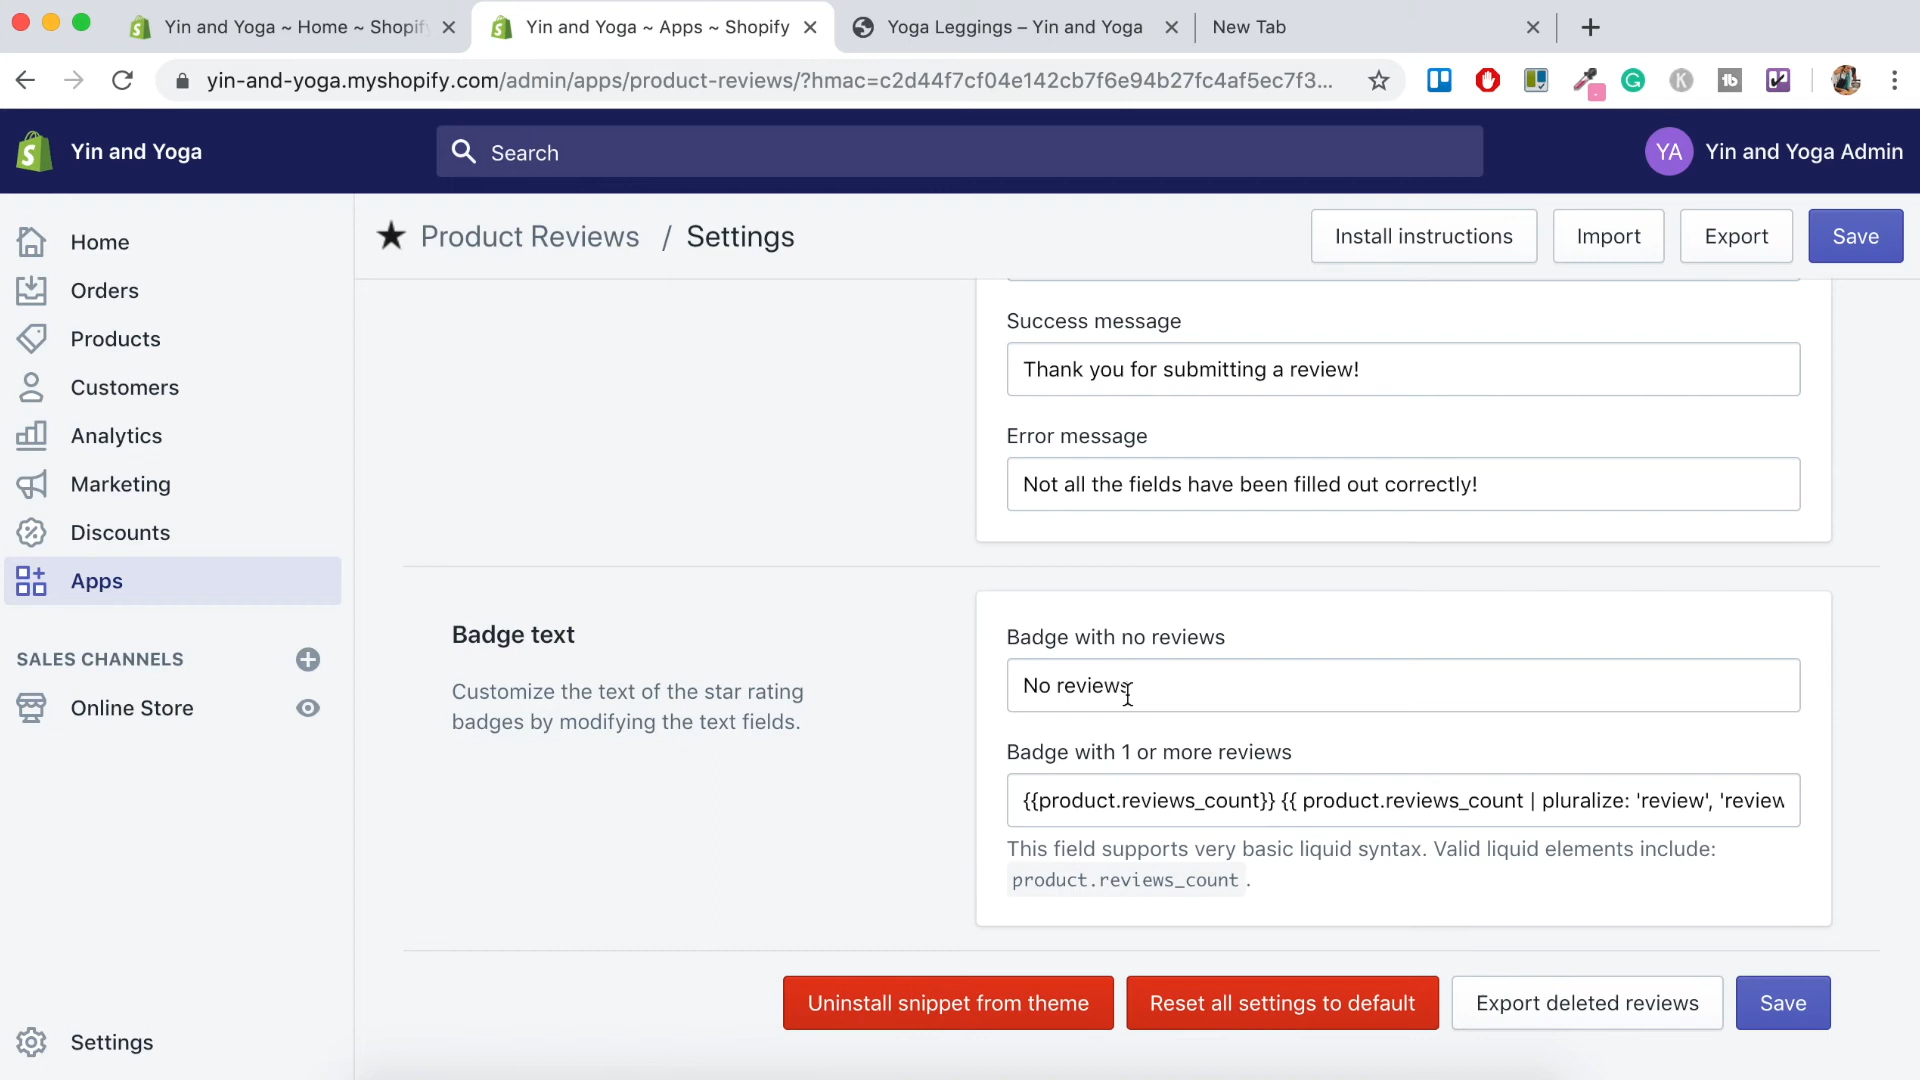 Yin and Yoga ~ Home ~ Shopif
Yin and Yoga ~ Apps ~ Shopify
Yoga Leggings – Yin and Yoga
New Tab
yin-and-yoga.myshopify.com/admin/apps/product-reviews/?hmac=c2d44f7cf04e142cb7f6e94b27fc4af5ec7f3...
Yin and Yoga
Search
YA
Yin and Yoga Admin
Home
Orders
Products
Customers
Analytics
Marketing
Discounts
Apps
SALES CHANNELS
Online Store
Settings
Product Reviews / Settings
Install instructions
Import
Export
Save
Success message
Thank you for submitting a review!
Error message
Not all the fields have been filled out correctly!
Badge text
Customize the text of the star rating
badges by modifying the text fields.
Badge with no reviews
No reviews
Badge with 1 or more reviews
{{product.reviews_count}} {{ product.reviews_count | pluralize: 'review', 'review
This field supports very basic liquid syntax. Valid liquid elements include:
product.reviews_count .
Uninstall snippet from theme
Reset all settings to default
Export deleted reviews
Save